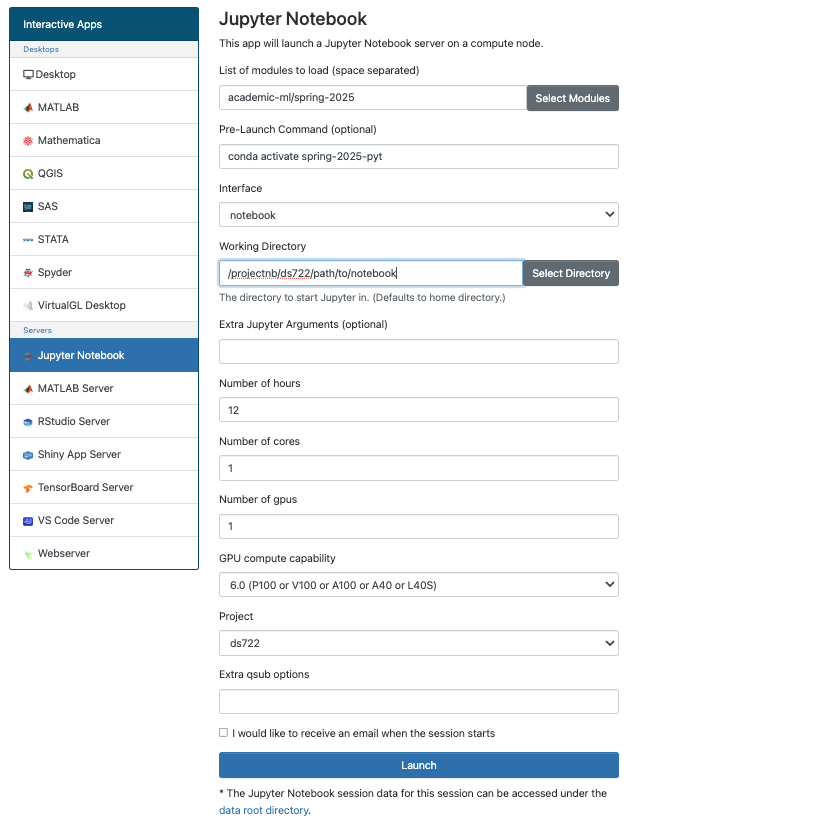 Interactive Apps
Desktops
Desktop
MATLAB
Mathematica
QGIS
SAS
STATA
Spyder
VirtualGL Desktop
Servers
Jupyter Notebook
MATLAB Server
RStudio Server
Shiny App Server
TensorBoard Server
VS Code Server
Webserver
Jupyter Notebook
This app will launch a Jupyter Notebook server on a compute node.
List of modules to load (space separated)
academic-ml/spring-2025 Select Modules
Pre-Launch Command (optional)
conda activate spring-2025-pyt
Interface
notebook
Working Directory
/projectnb/ds722/path/to/notebook Select Directory
The directory to start Jupyter in. (Defaults to home directory.)
Extra Jupyter Arguments (optional)
Number of hours
12
Number of cores
1
Number of gpus
1
GPU compute capability
6.0 (P100 or V100 or A100 or A40 or L40S)
Project
ds722
Extra qsub options
I would like to receive an email when the session starts
Launch
* The Jupyter Notebook session data for this session can be accessed under the
data root directory.